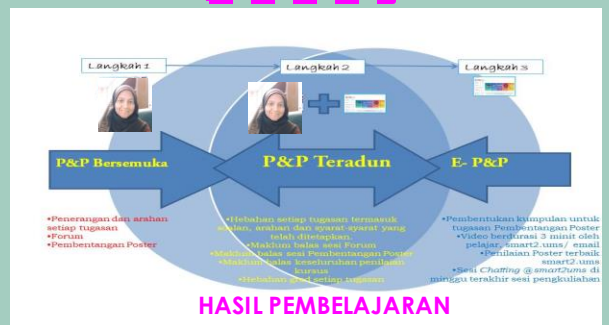 Langkah 1
Langkah 2
Langkah 3
P&P Bersemuka
P&P Teradun
E- P&P
•Penerangan dan arahan
setiap tugasan
•Forum
•Pembentangan Poster
•Hebahan setiap tugasan termasuk
soalan, arahan dan syarat-syarat yang
telah ditetapkan.
•Maklum balas sesi Forum
•Maklum balas sesi Pembentangan Poster
•Maklum balas keseluruhan penilaian
kursus
•Hebahan gred setiap tugasan
•Pembentukan kumpulan untuk
tugasan Pembentangan Poster
•Video berdurasi 3 minit oleh
pelajar, smart2.ums/ email
•Penilaian Poster terbaik
smart2.ums
•Sesi Chatting @smart2ums di
minggu terakhir sesi pengkuliahan
HASIL PEMBELAJARAN